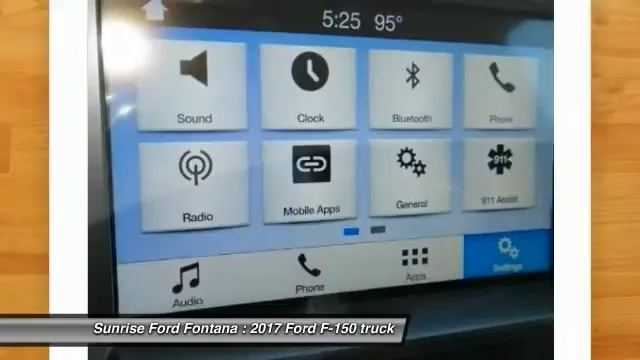 5:25 95°
Sound Clock Bluetooth Phone
Radio Mobile Apps General 911 Assist
911
Audio Phone Apps Settings
Sunrise Ford Fontana : 2017 Ford F-150 truck